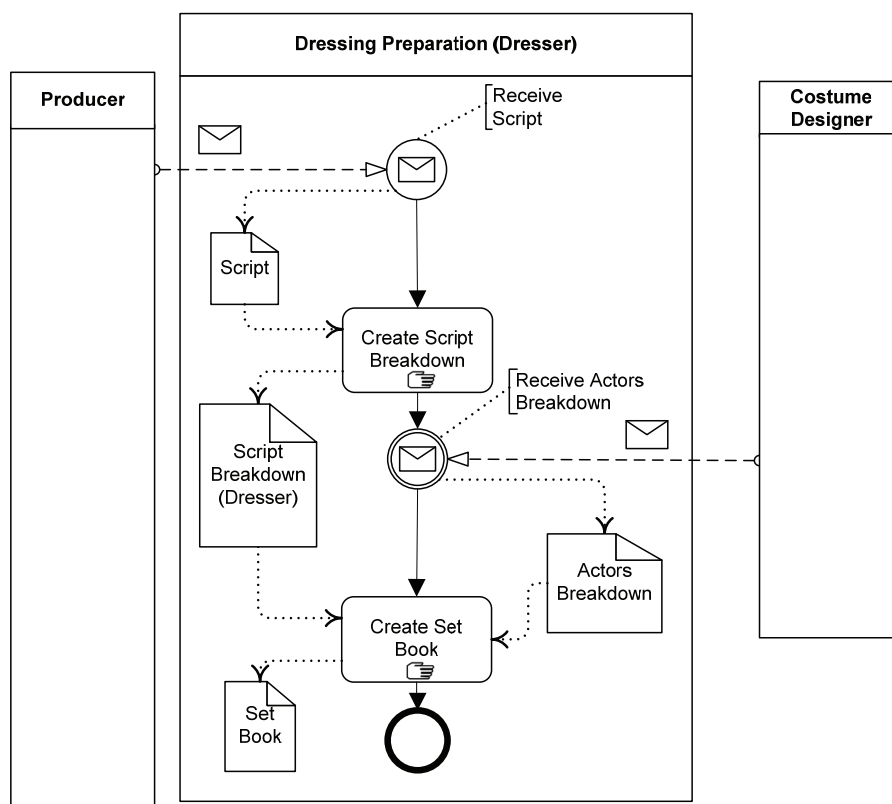 Dressing Preparation (Dresser)
Producer
Costume
Designer
Receive
Script
Script
Create Script
Breakdown
Receive Actors
Breakdown
Script
Breakdown
(Dresser)
Actors
Breakdown
Create Set
Book
Set
Book